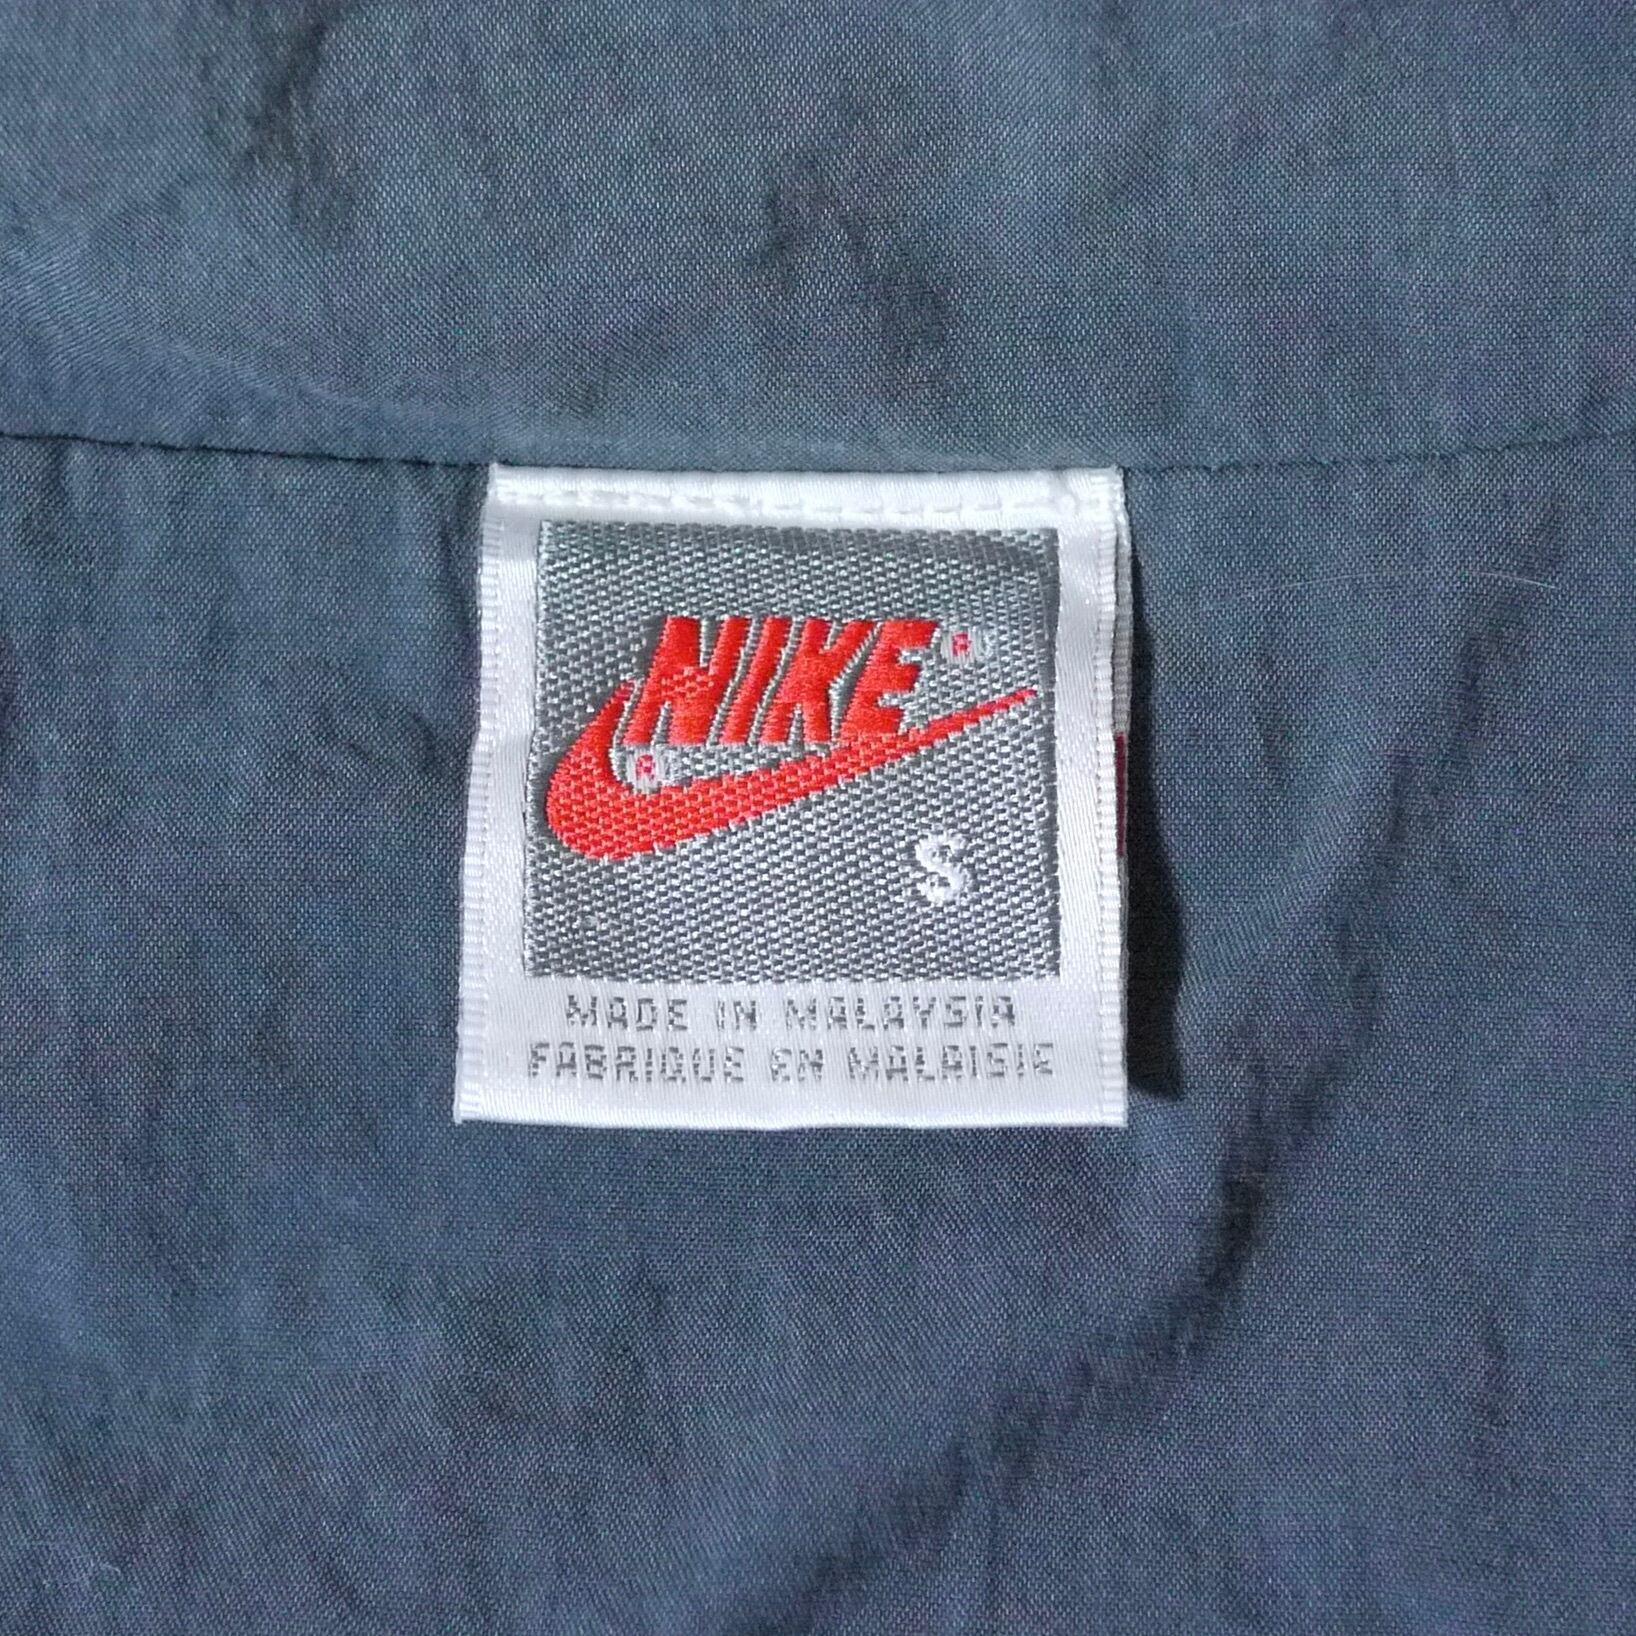 NIKE®
®
S
MADE IN MALAYSIA
FABRIQUE EN MALAISIE